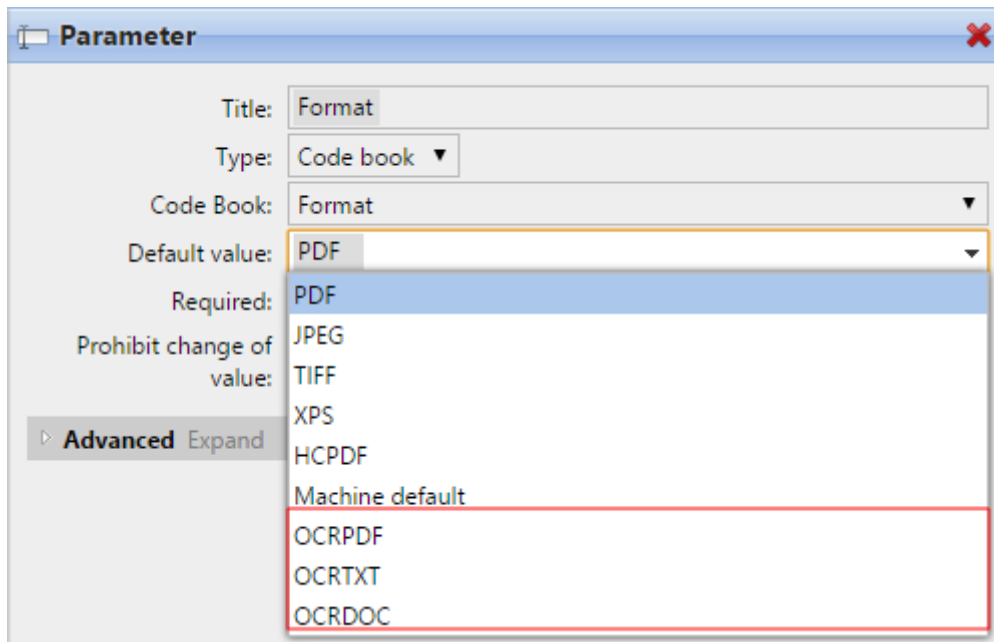 Parameter
Title: Format
Type: Code book
Code Book: Format
Default value: PDF
Required:
Prohibit change of
value:
Advanced Expand
PDF
JPEG
TIFF
XPS
HCPDF
Machine default
OCRPDF
OCRTXT
OCRDOC